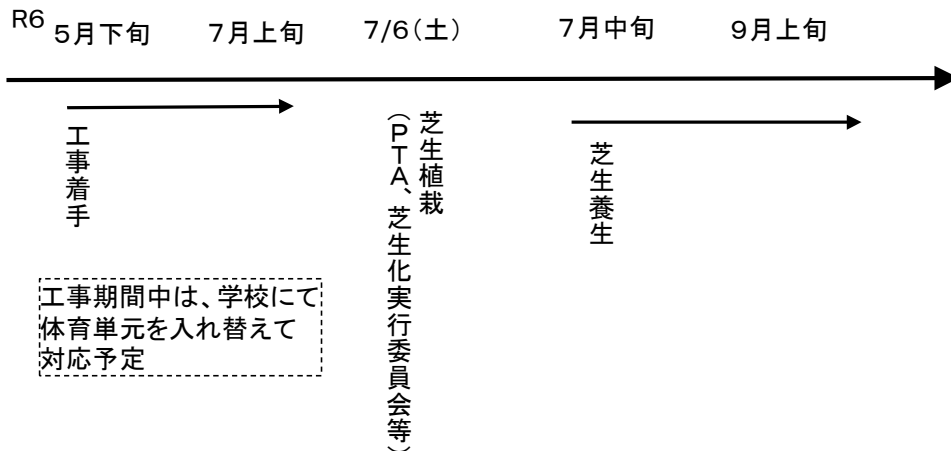 R6
5月下旬
7月上旬
7/6(土)
7月中旬
9月上旬
工事着手
芝生植栽
(PTA、芝生化実行委員会等)
芝生養生
工事期間中は、学校にて
体育単元を入れ替えて
対応予定